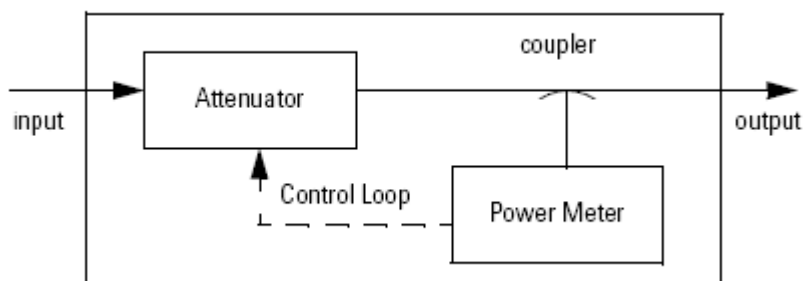 coupler
Attenuator
input
output
Control Loop
Power Meter